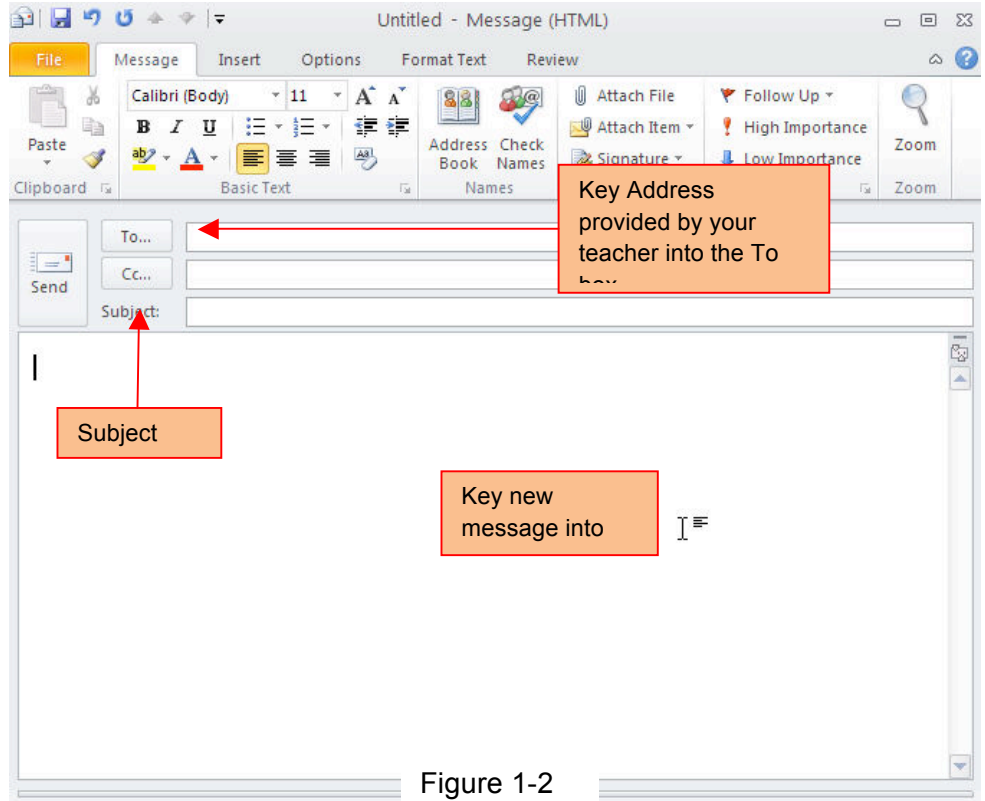 Untitled - Message (HTML)
File Message Insert Options Format Text Review
Calibri (Body) 11 A A Attach File Follow Up
B I U Attach Item High Importance
Paste ab A Address Book Check Names Signature Low Importance Zoom
Clipboard Basic Text Names Zoom
Key Address
provided by your
teacher into the To
box
To...
Cc...
Send
Subject:
Subject
Key new
message into
Figure 1-2